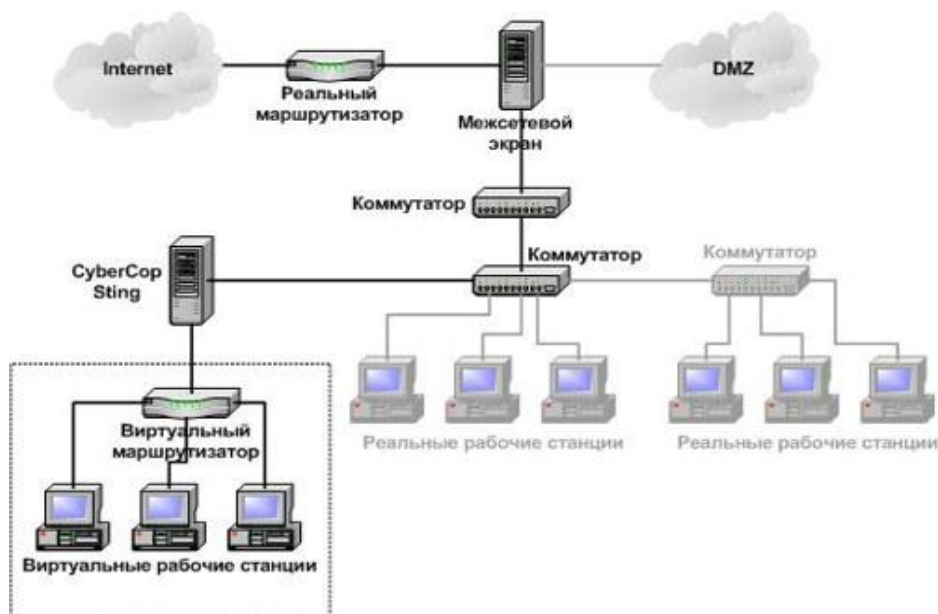 Internet
DMZ
Реальный
маршрутизатор
Межсетевой
экран
Коммутатор
Коммутатор
Коммутатор
CyberCop
Sting
Реальные рабочие станции
Реальные рабочие станции
Виртуальный
маршрутизатор
Виртуальные рабочие станции